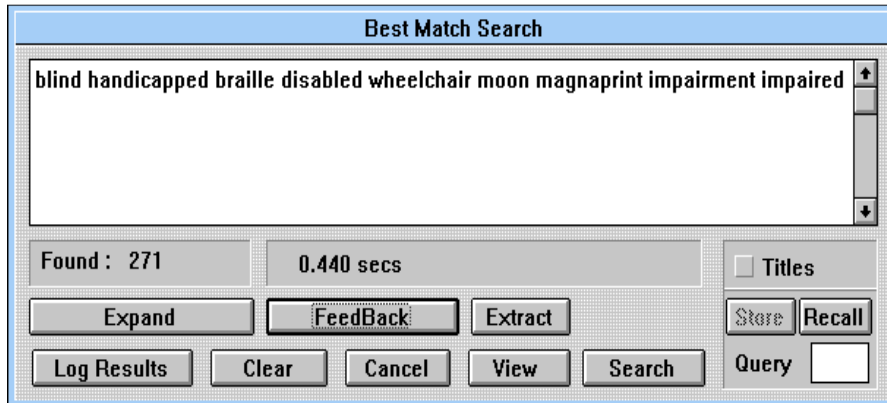 Best Match Search
blind handicapped braille disabled wheelchair moon magnaprint impairment impaired
Found : 271
0.440 secs
Titles
Expand
FeedBack
Extract
Store
Recall
Log Results
Clear
Cancel
View
Search
Query